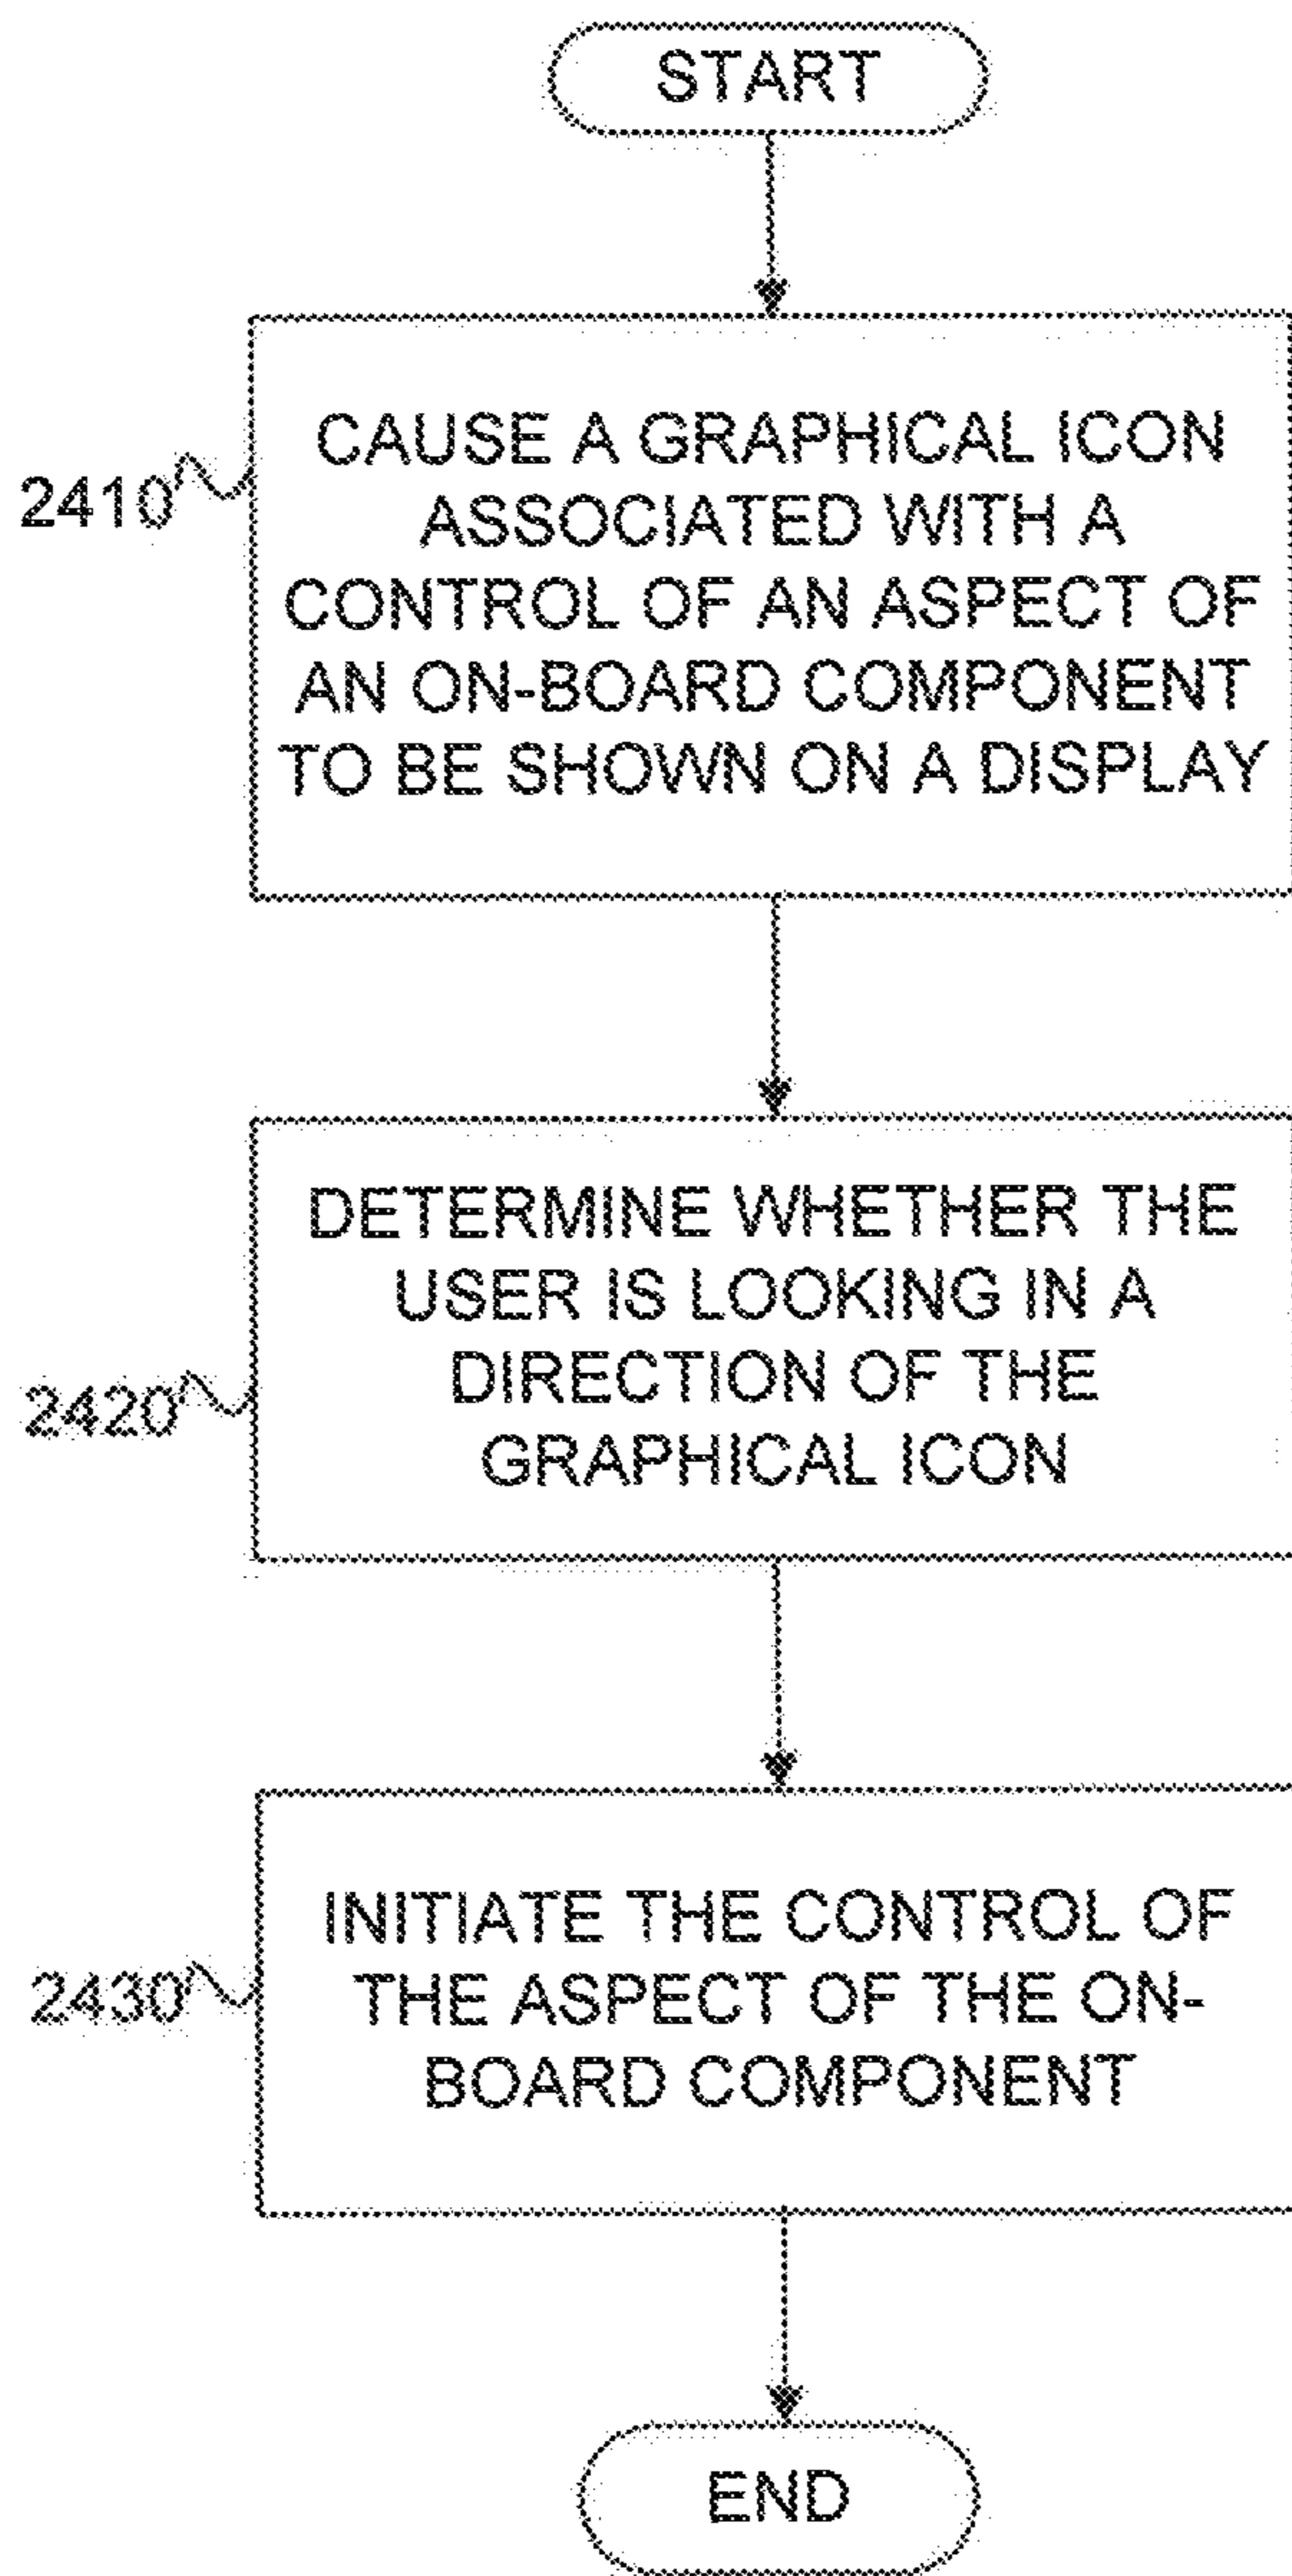 START
CAUSE A GRAPHICAL ICON
ASSOCIATED WITH A
CONTROL OF AN ASPECT OF
AN ON-BOARD COMPONENT
TO BE SHOWN ON A DISPLAY
2410
DETERMINE WHETHER THE
USER IS LOOKING IN A
DIRECTION OF THE
GRAPHICAL ICON
2420
INITIATE THE CONTROL OF
THE ASPECT OF THE ON-
BOARD COMPONENT
2430
END